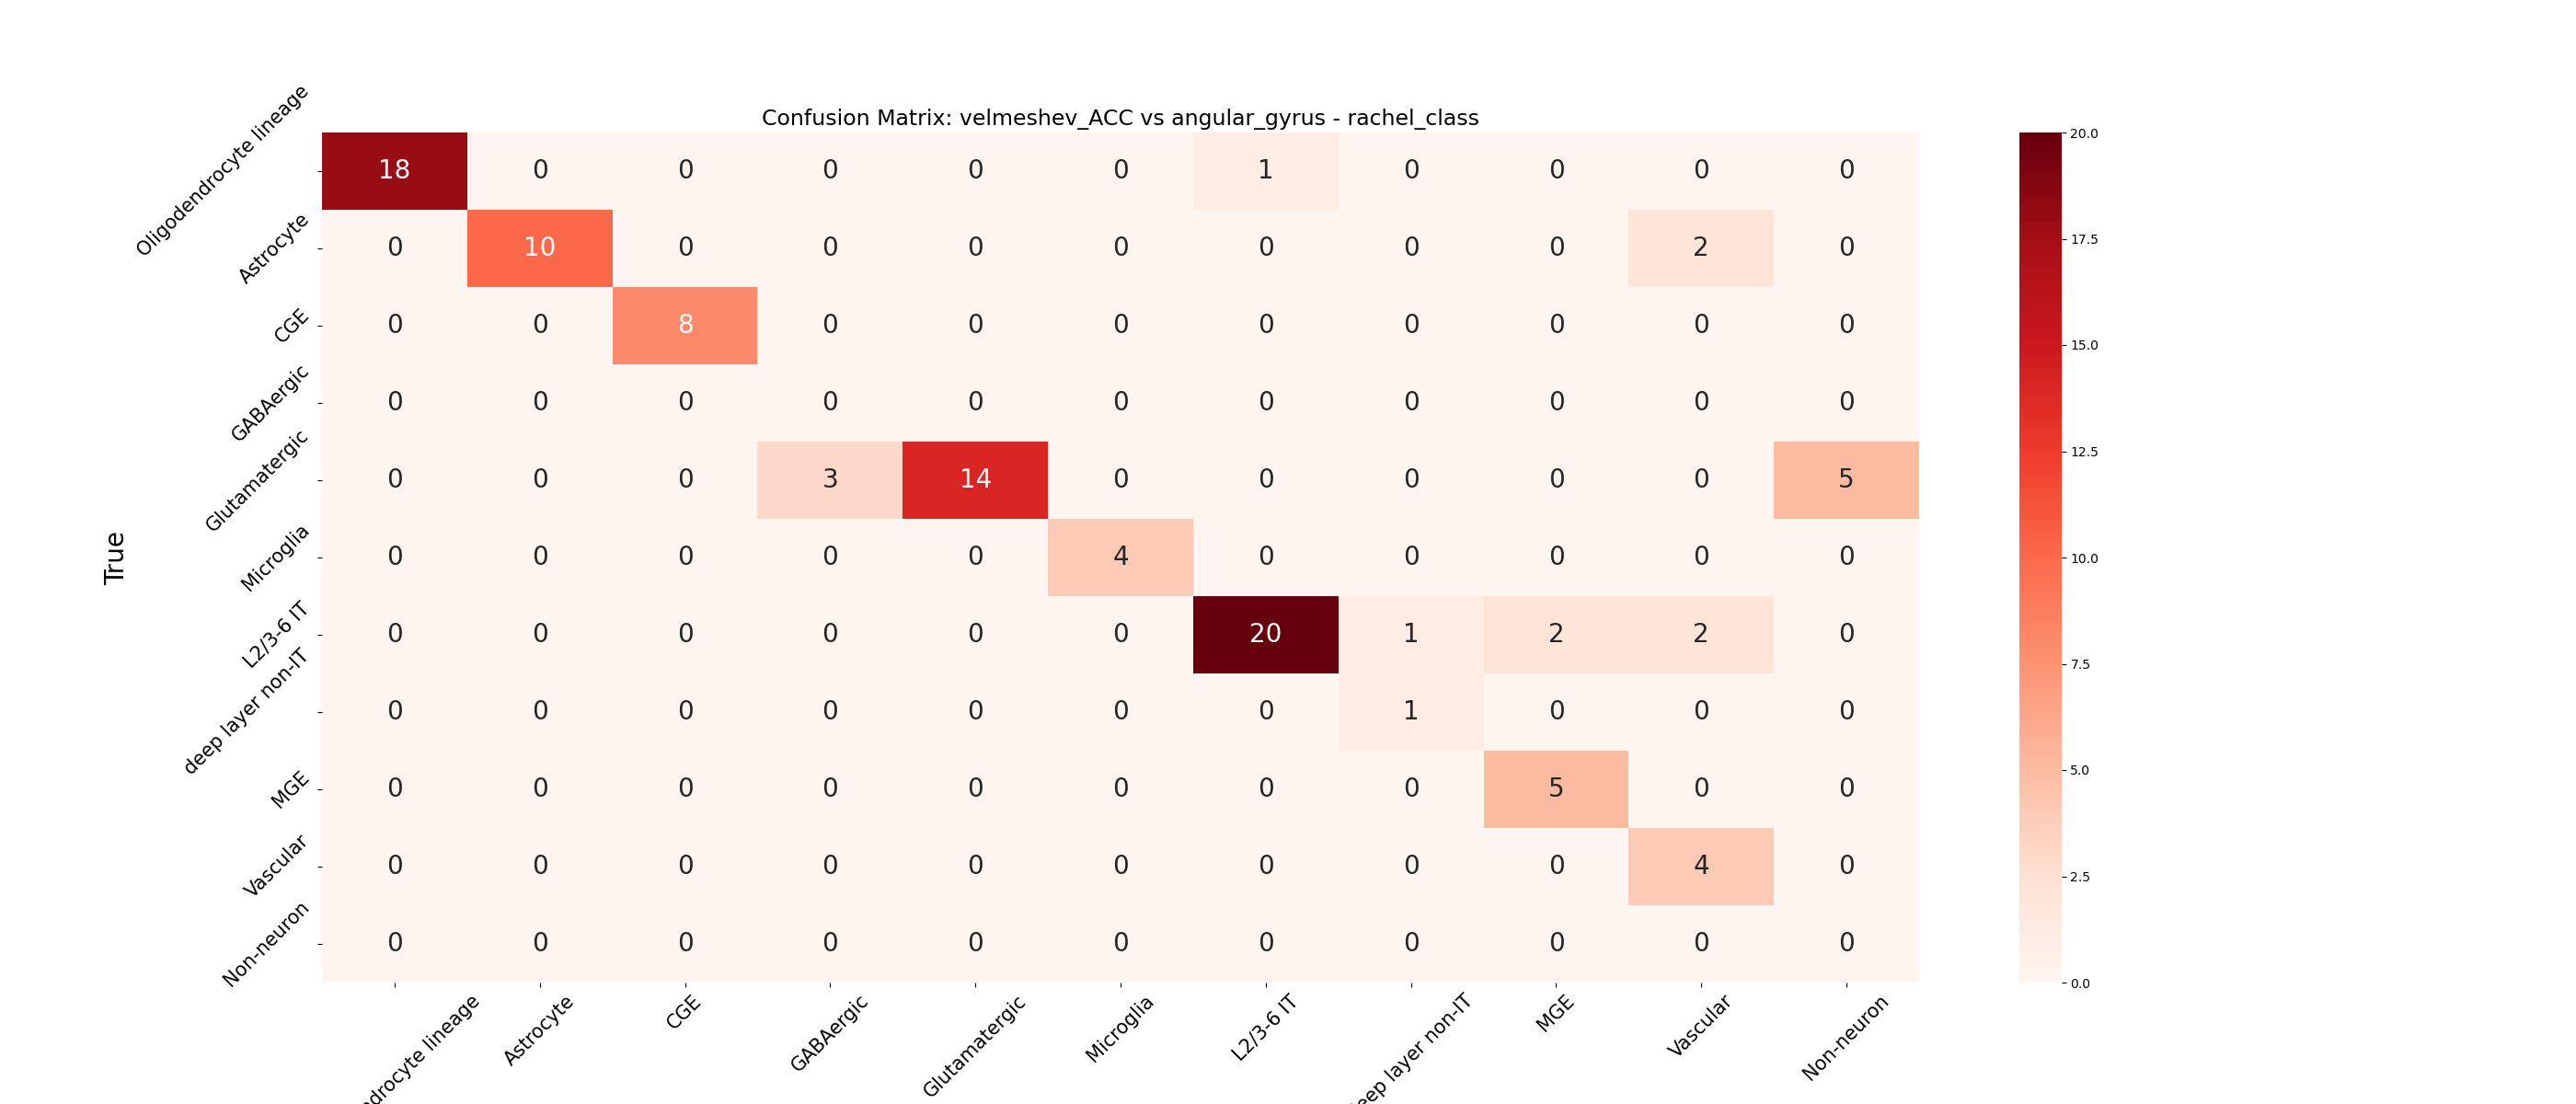 Confusion Matrix: velmeshev_ACC vs angular_gyrus - rachel_class
True
Oligodendrocyte lineage 18 0 0 0 0 0 1 0 0 0 0
Astrocyte 0 10 0 0 0 0 0 0 0 2 0
CGE 0 0 8 0 0 0 0 0 0 0 0
GABAergic 0 0 0 0 0 0 0 0 0 0 0
Glutamatergic 0 0 0 3 14 0 0 0 0 0 5
Microglia 0 0 0 0 0 4 0 0 0 0 0
L2/3-6 IT 0 0 0 0 0 0 20 1 2 2 0
deep layer non-IT 0 0 0 0 0 0 0 1 0 0 0
MGE 0 0 0 0 0 0 0 0 5 0 0
Vascular 0 0 0 0 0 0 0 0 0 4 0
Non-neuron 0 0 0 0 0 0 0 0 0 0 0
lineage Astrocyte CGE GABAergic Glutamatergic Microglia L2/3-6 IT layer non-IT MGE Vascular Non-neuron
20.0
17.5
15.0
12.5
10.0
7.5
5.0
2.5
0.0